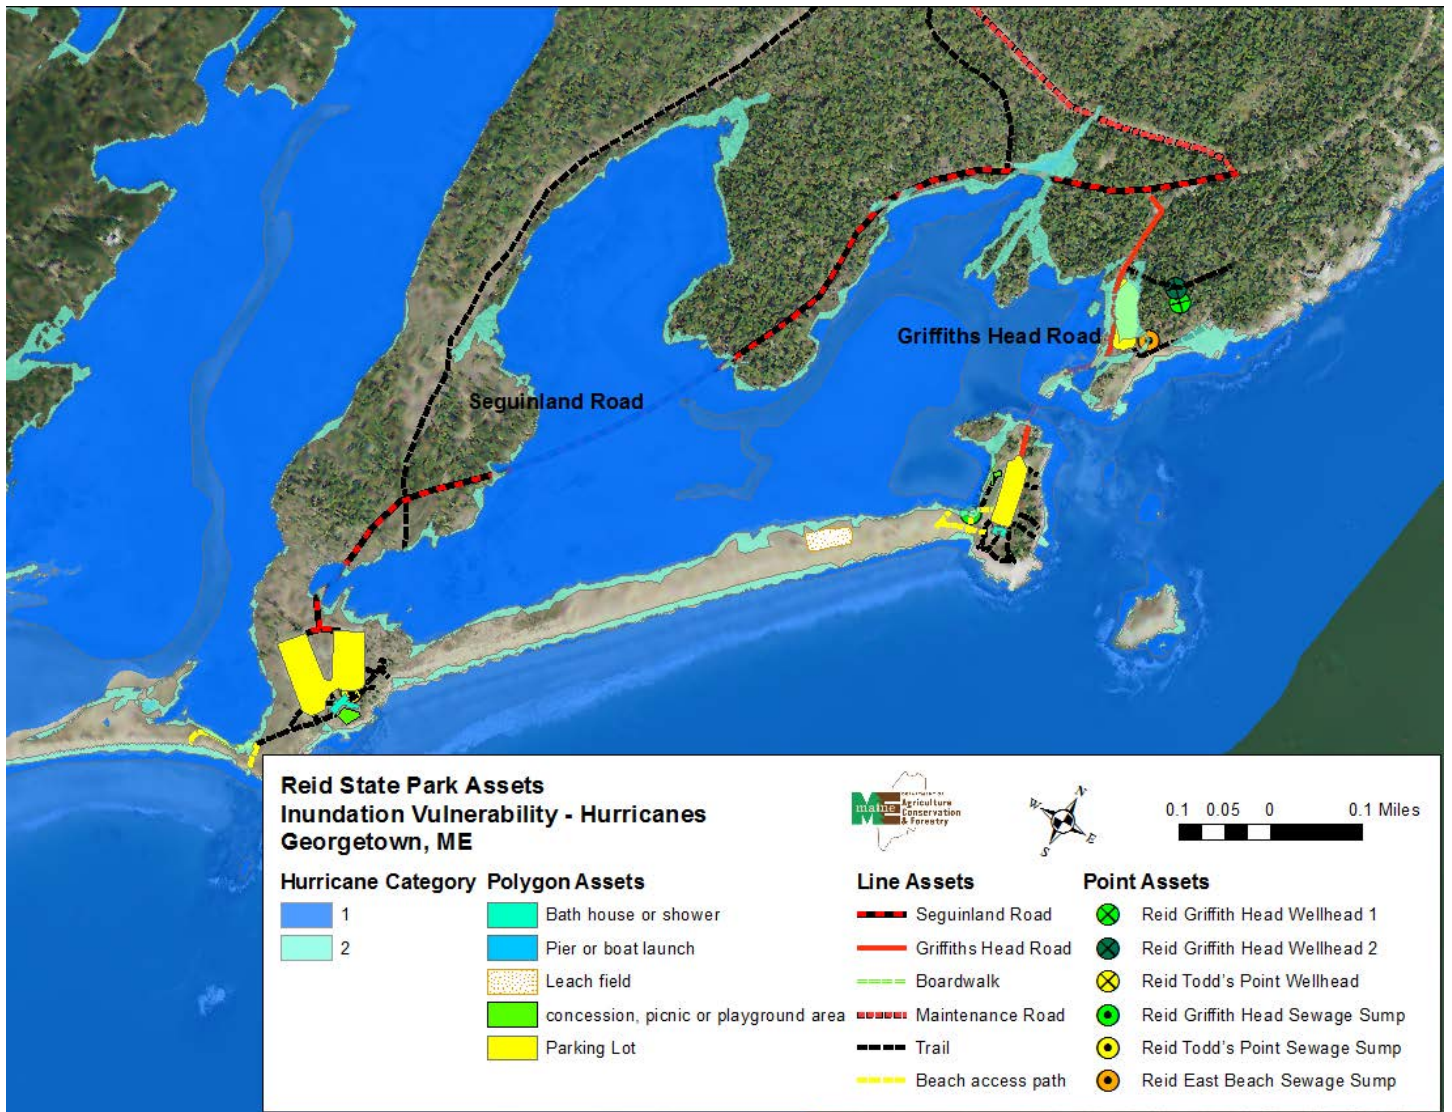 Griffiths Head Road
Seguinland Road
Reid State Park Assets
Inundation Vulnerability - Hurricanes
Georgetown, ME
maine
Agriculture
Conservation
& Forestry
N
W
E
S
0.1 0.05 0 0.1 Miles
Hurricane Category
1
2
Polygon Assets
Bath house or shower
Pier or boat launch
Leach field
concession, picnic or playground area
Parking Lot
Line Assets
Seguinland Road
Griffiths Head Road
Boardwalk
Maintenance Road
Trail
Beach access path
Point Assets
Reid Griffith Head Wellhead 1
Reid Griffith Head Wellhead 2
Reid Todd's Point Wellhead
Reid Griffith Head Sewage Sump
Reid Todd's Point Sewage Sump
Reid East Beach Sewage Sump